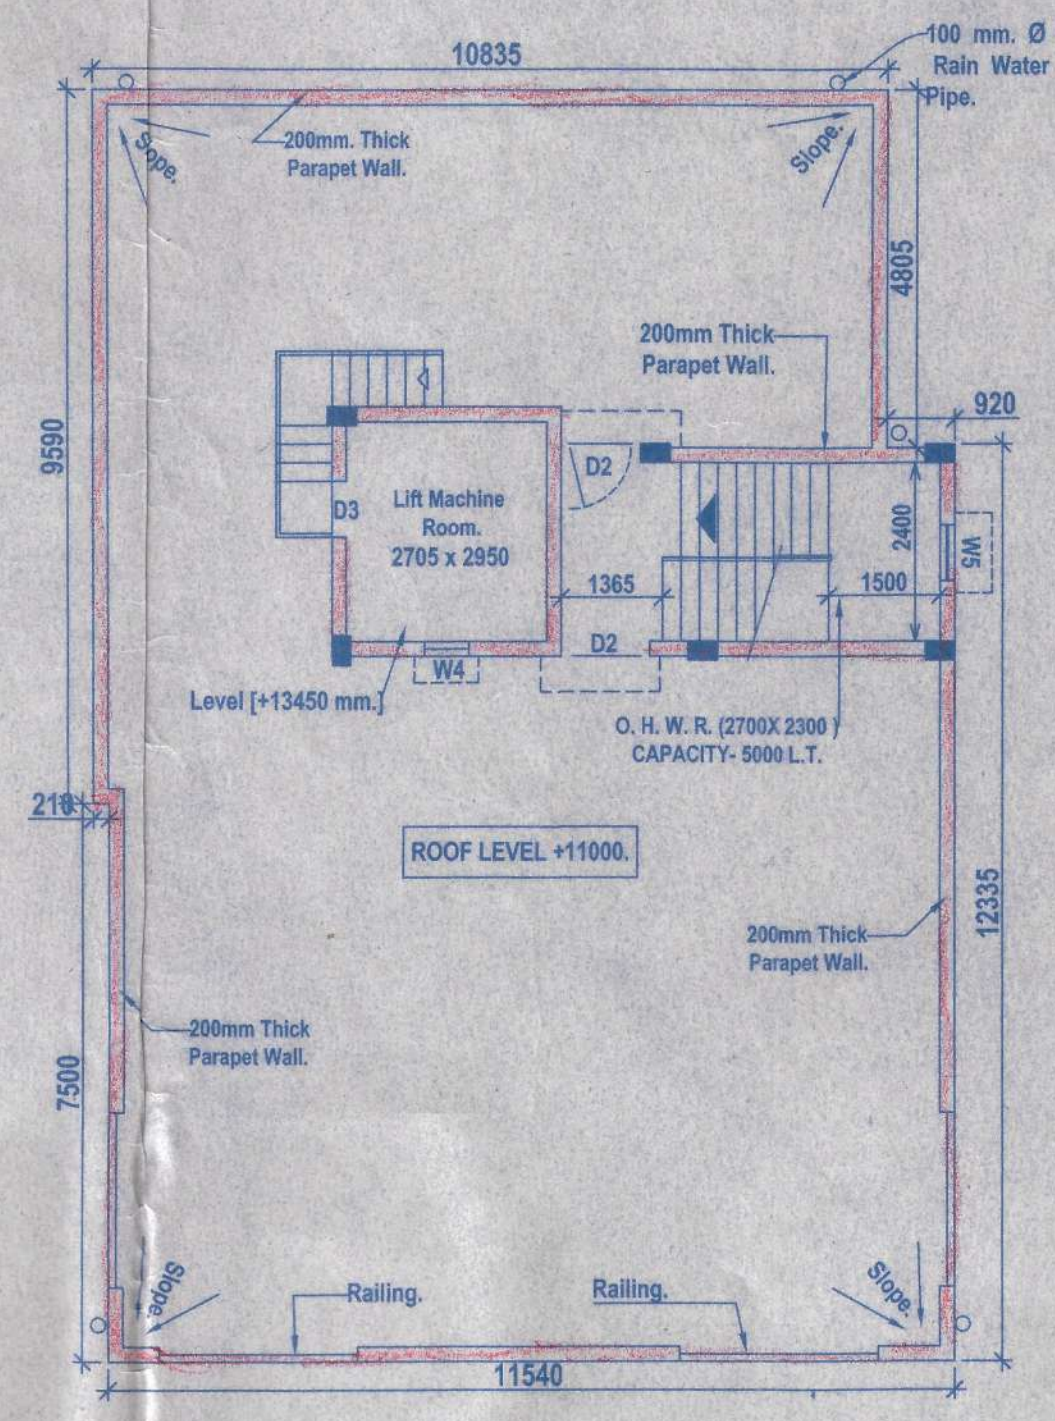 100 mm. Ø
Rain Water
Pipe.
10835
200mm. Thick
Parapet Wall.
Sope.
Slope.
4805
200mm Thick
Parapet Wall.
920
9590
D2
D3
Lift Machine
Room.
2705 x 2950
2400
W5
1365
1500
D2
W4
Level [+13450 mm.]
O. H. W. R. (2700X 2300 )
CAPACITY- 5000 L.T.
210
ROOF LEVEL +11000.
12335
200mm Thick
Parapet Wall.
200mm Thick
Parapet Wall.
7500
Slope.
Railing.
Railing.
Slope.
11540